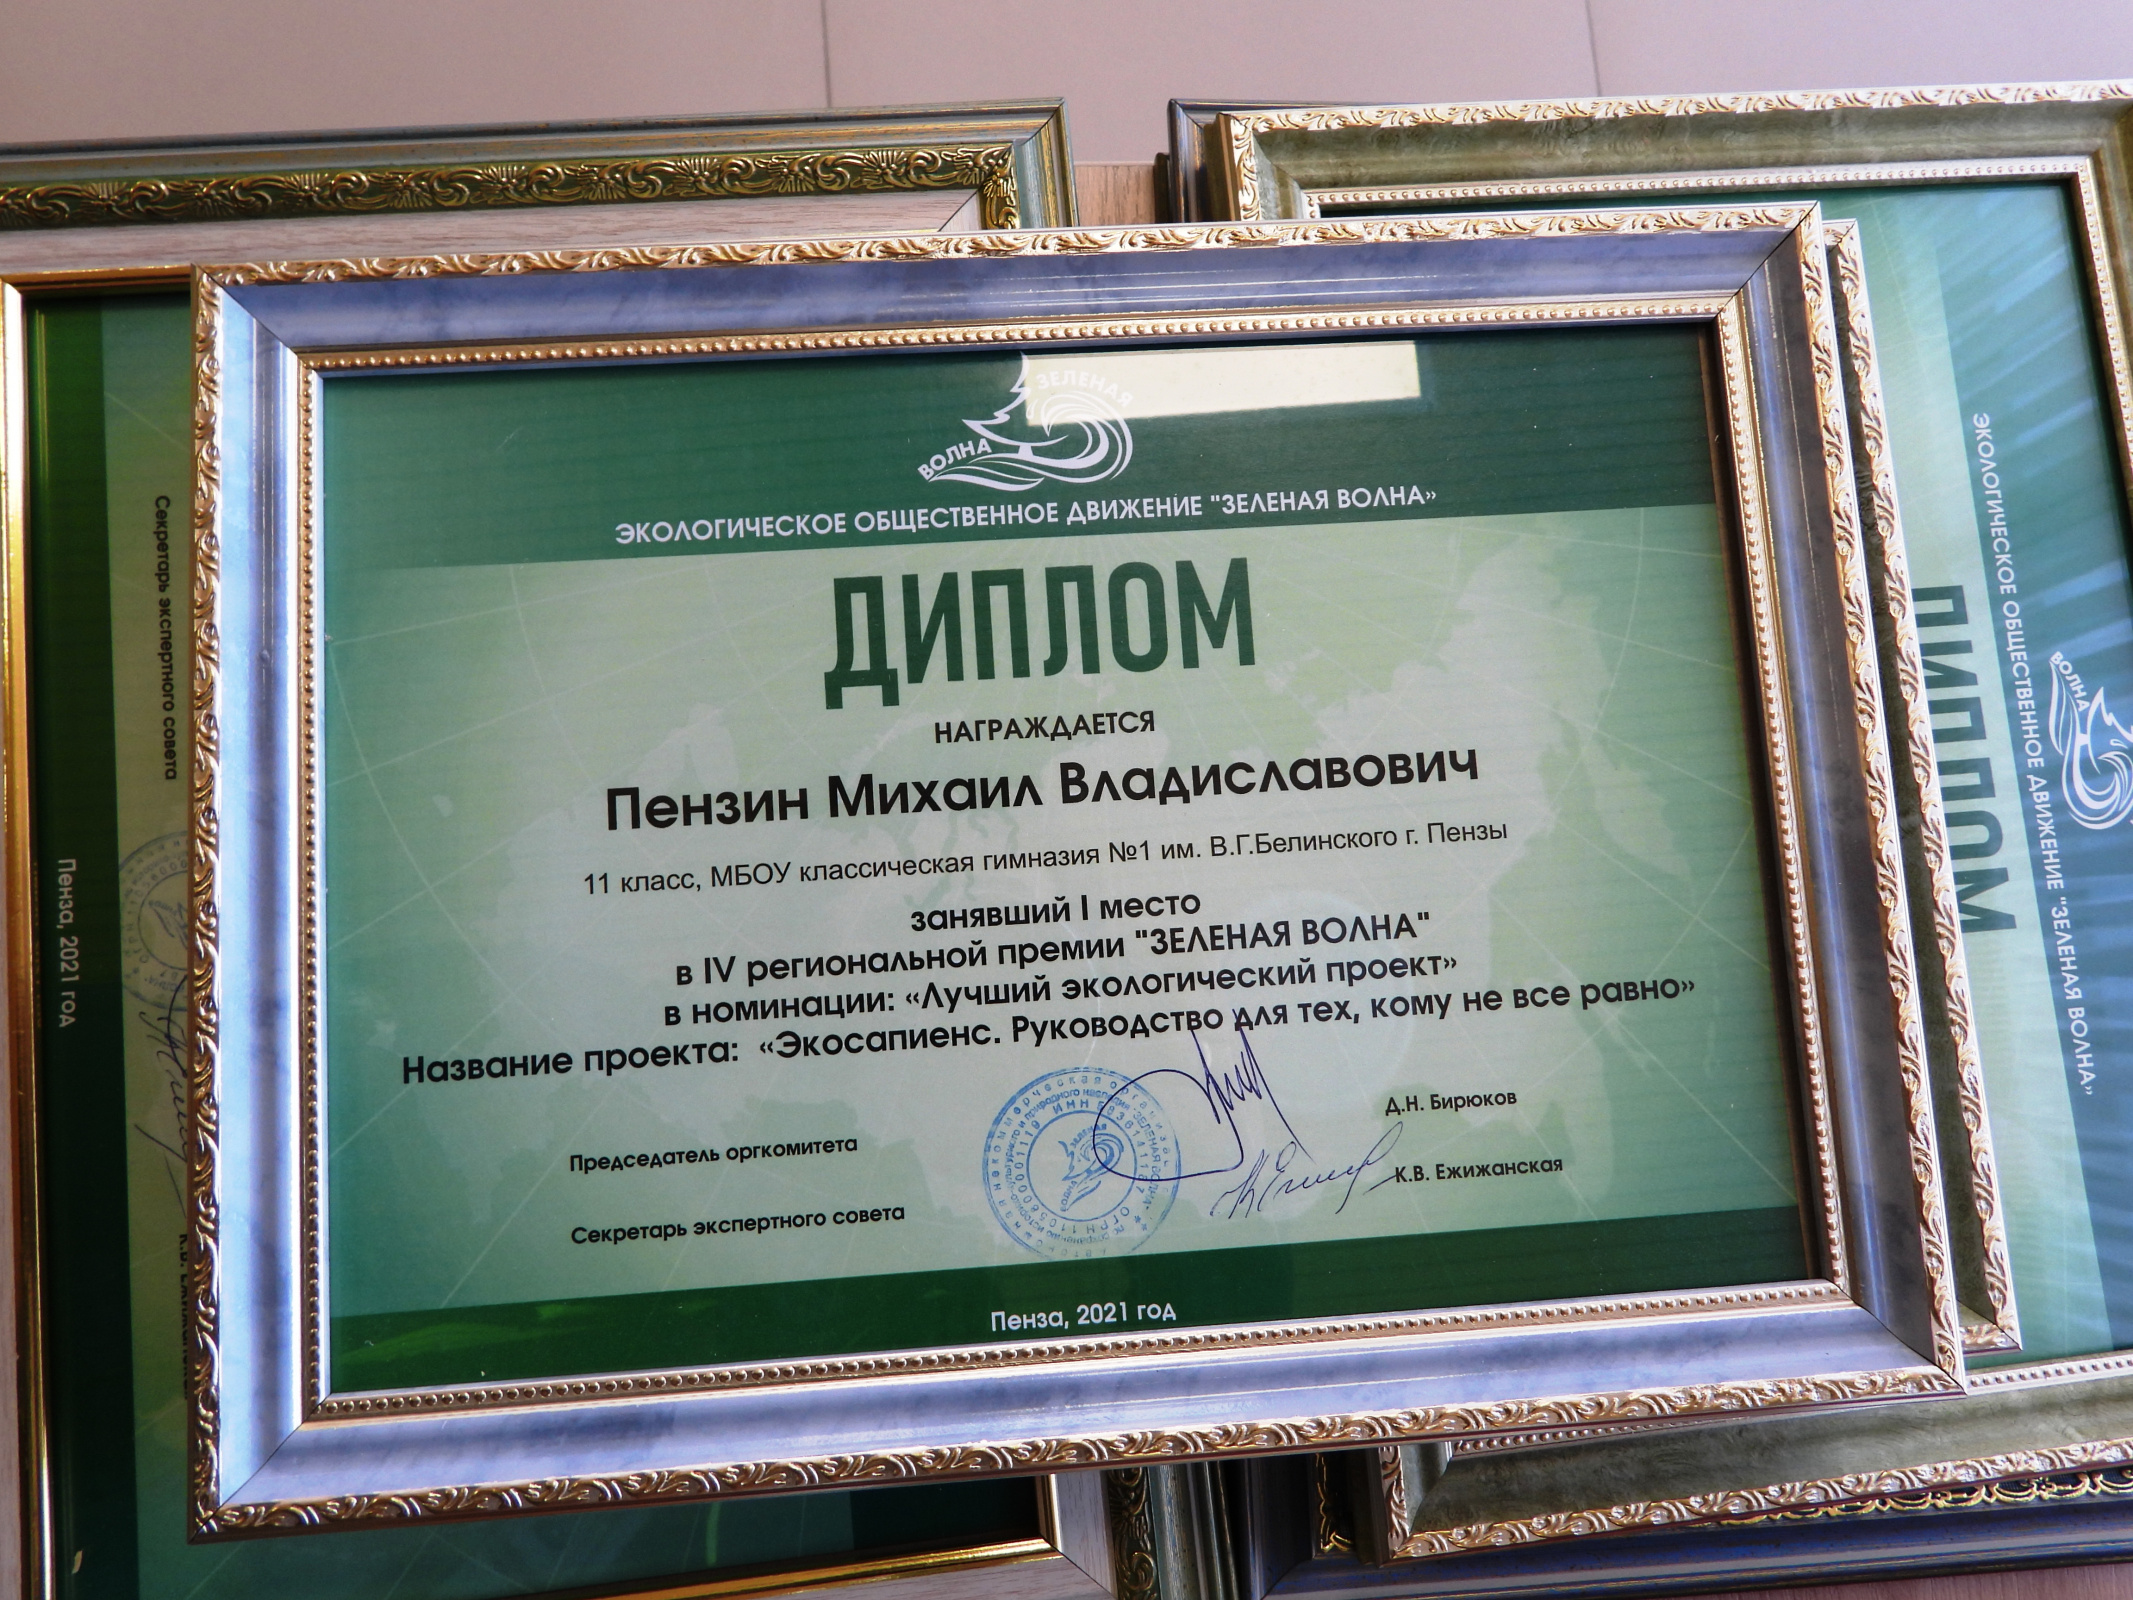 ЗЕЛЕНАЯ
ВОЛНА
ЭКОЛОГИЧЕСКОЕ ОБЩЕСТВЕННОЕ ДВИЖЕНИЕ "ЗЕЛЕНАЯ ВОЛНА»
ДИПЛОМ
НАГРАЖДАЕТСЯ
Пензин Михаил Владиславович
11 класс, МБОУ классическая гимназия №1 им. В.Г.Белинского г. Пензы
занявший I место
в IV региональной премии "ЗЕЛЕНАЯ ВОЛНА"
в номинации: «Лучший экологический проект»
Название проекта: «Экосапиенс. Руководство для тех, кому не все равно»
Председатель оргкомитета
Д.Н. Бирюков
Секретарь экспертного совета
К.В. Ежижанская
Пенза, 2021 год
Секретарь экспертного совета
Пенза, 2021 год
ВОЛНА
ЭКОЛОГИЧЕСКОЕ ОБЩЕСТВЕННОЕ ДВИЖЕНИЕ "ЗЕЛЕНАЯ ВОЛНА»
ДИПЛОМ